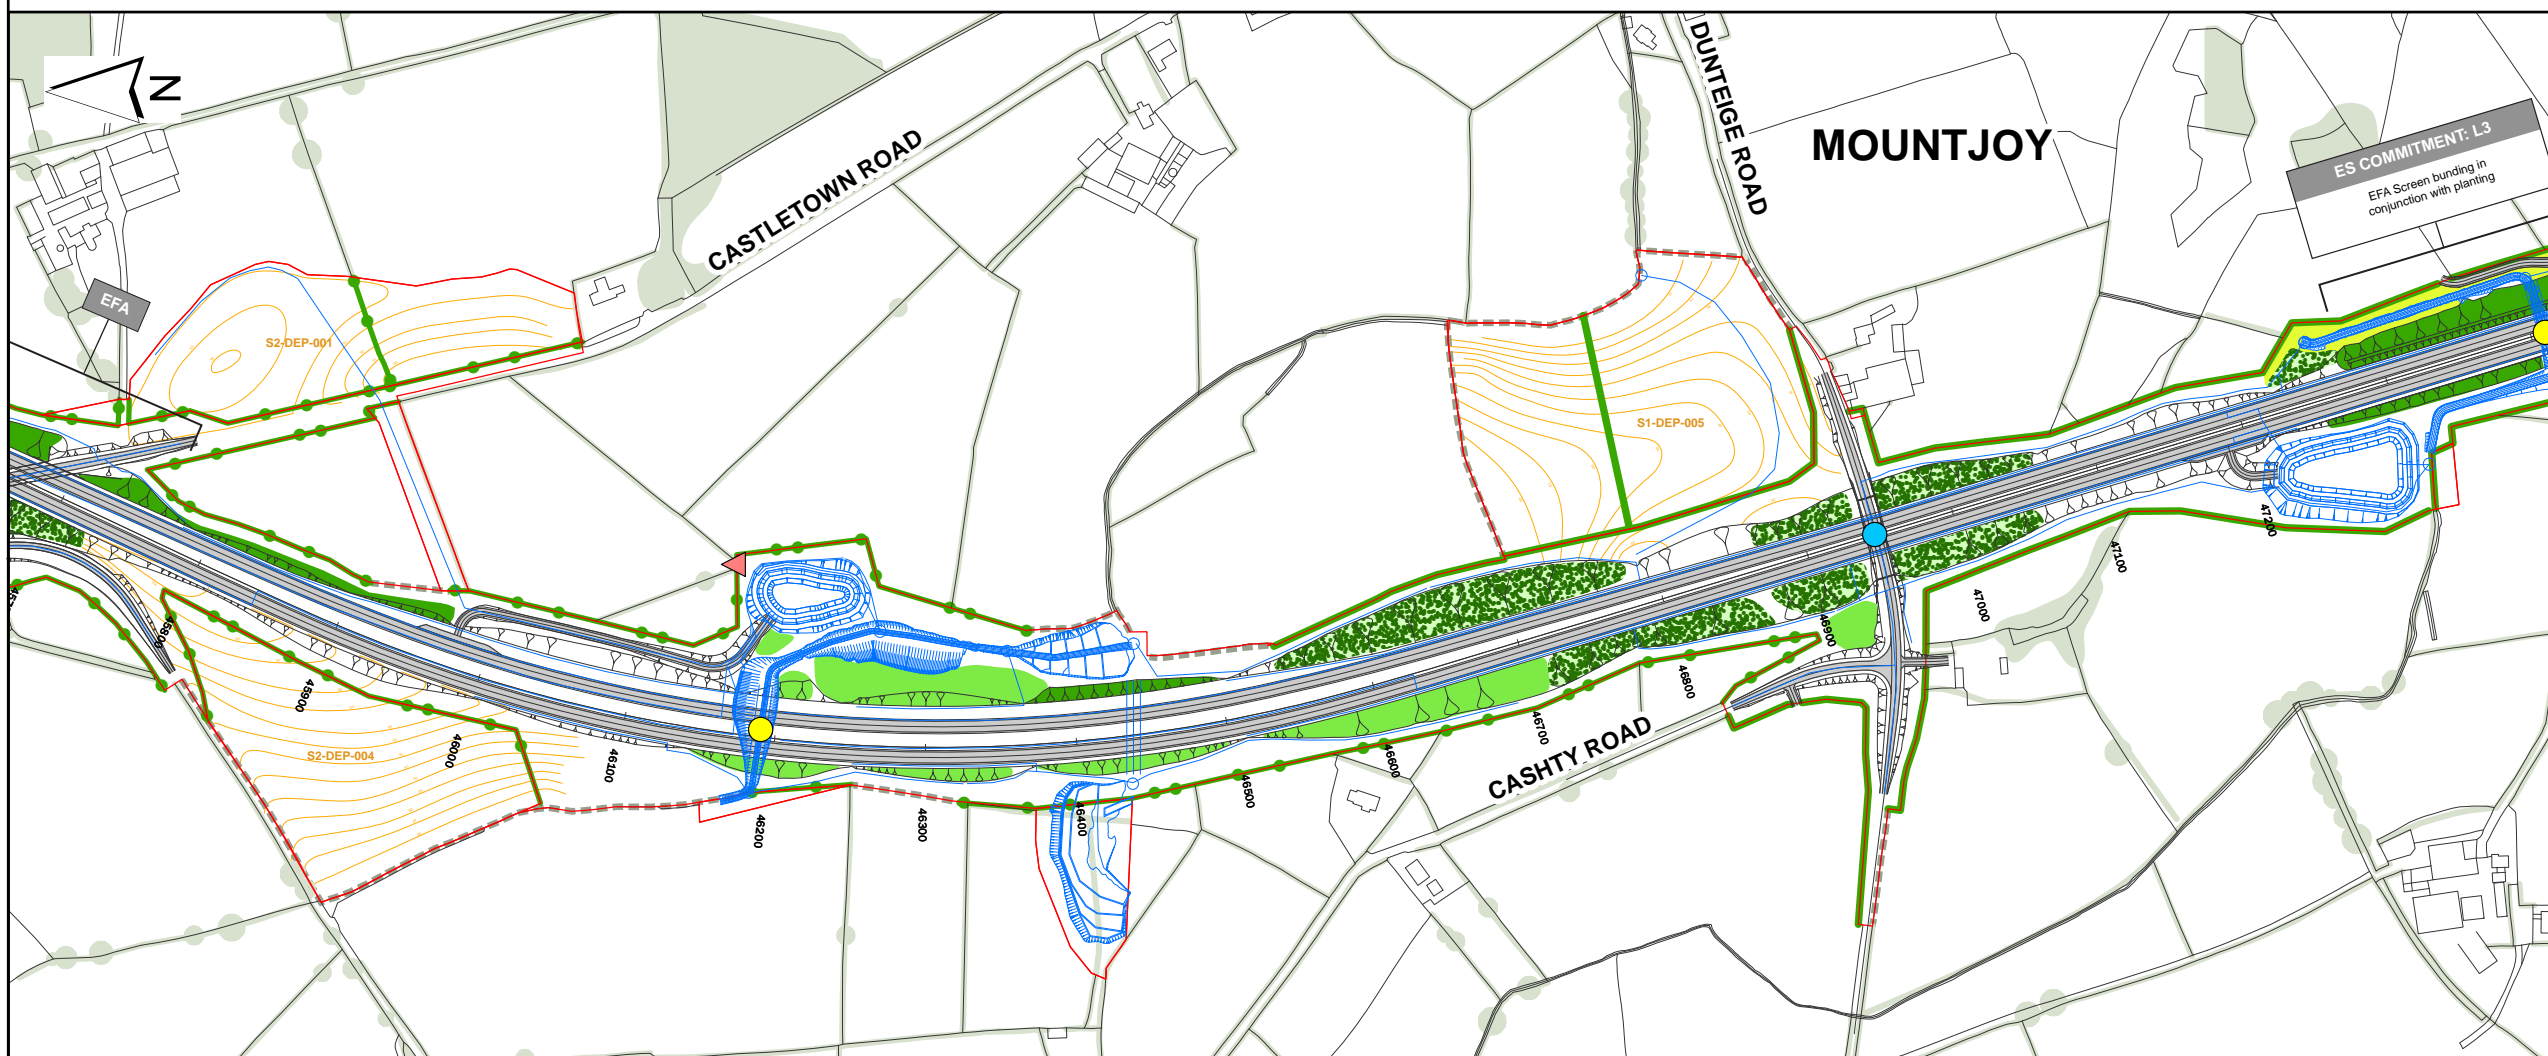 N
DUNTEIGE ROAD
MOUNTJOY
CASTLETOWN ROAD
ES COMMITMENT: L3
EFA Screen bunding in
conjunction with planting
EFA
S2-DEP-001
S1-DEP-005
S2-DEP-004
CASHTY ROAD
45800
45900
46000
46100
46200
46300
46400
46500
46600
46700
46800
46900
47000
47100
47200